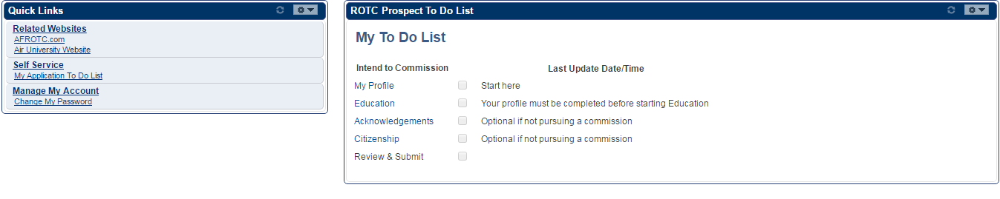 Quick Links
Related Websites
AFROTC.com
Air University Website
Self Service
My Application To Do List
Manage My Account
Change My Password
ROTC Prospect To Do List
My To Do List
Intend to Commission Last Update Date/Time
My Profile Start here
Education Your profile must be completed before starting Education
Acknowledgements Optional if not pursuing a commission
Citizenship Optional if not pursuing a commission
Review & Submit